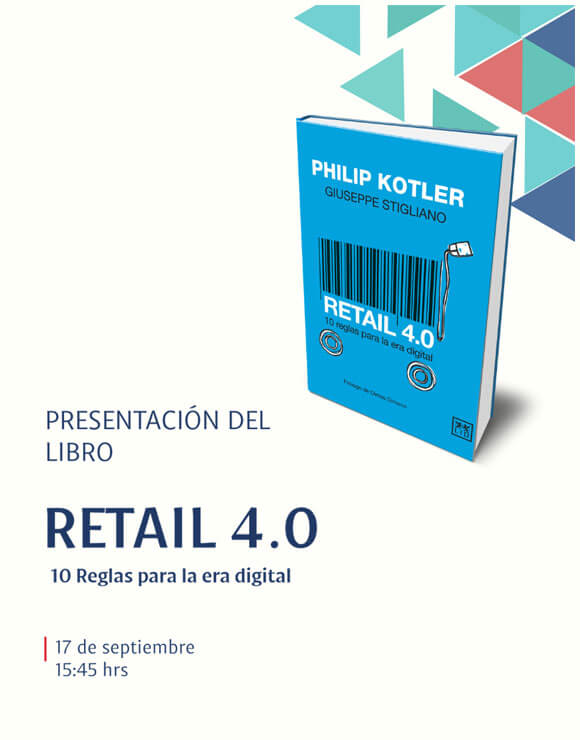 PHILIP KOTLER
GIUSEPPE STIGLIANO
RETAIL 4.0
10 reglas para la era digital
LID
PRESENTACIÓN DEL
LIBRO
RETAIL 4.0
10 Reglas para la era digital
17 de septiembre
15:45 hrs